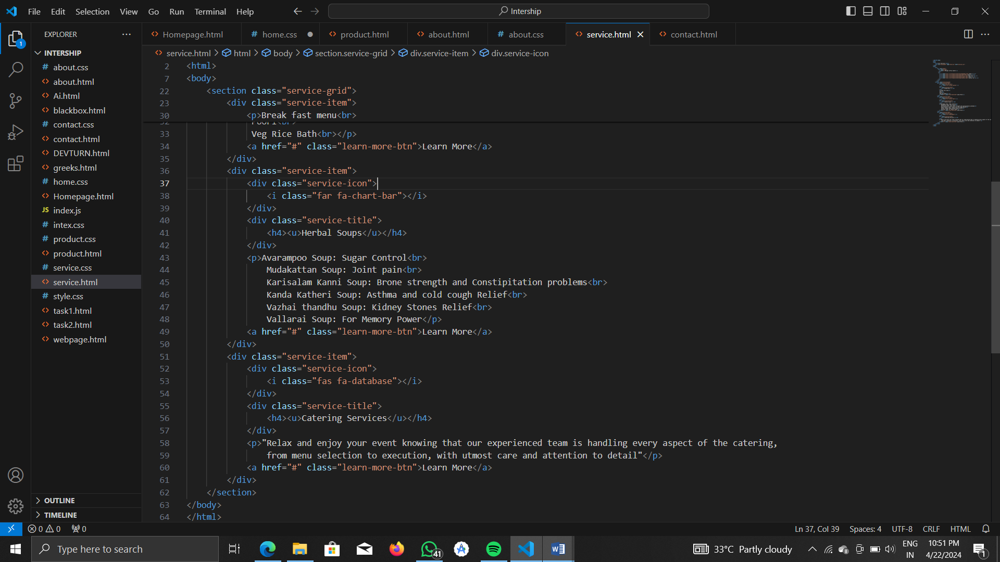 File Edit Selection View Go Run Terminal Help
Intership
EXPLORER
Homepage.html
# home.css
product.html
about.html
# about.css
service.html
contact.html
service.html > html > body > section.service-grid > div.service-item > div.service-icon
INTERSHIP
# about.css
about.html
Ai.html
blackbox.html
# contact.css
contact.html
DEVTURN.html
greeks.html
# home.css
Homepage.html
JS index.js
# intex.css
# product.css
product.html
# service.css
service.html
# style.css
task1.html
task2.html
webpage.html
OUTLINE
TIMELINE
1
2 <html>
7 <body>
22 <section class="service-grid">
23 <div class="service-item">
30 <p>Break fast menu<br>
32 Poori<br>
33 Veg Rice Bath<br></p>
34 <a href="#" class="learn-more-btn">Learn More</a>
35 </div>
36 <div class="service-item">
37 <div class="service-icon">
38 <i class="far fa-chart-bar"></i>
39 </div>
40 <div class="service-title">
41 <h4><u>Herbal Soups</u></h4>
42 </div>
43 <p>Avarampoo Soup: Sugar Control<br>
44 Mudakattan Soup: Joint pain<br>
45 Karisalam Kanni Soup: Brone strength and Constipitation problems<br>
46 Kanda Katheri Soup: Asthma and cold cough Relief<br>
47 Vazhai thandhu Soup: Kidney Stones Relief<br>
48 Vallarai Soup: For Memory Power</p>
49 <a href="#" class="learn-more-btn">Learn More</a>
50 </div>
51 <div class="service-item">
52 <div class="service-icon">
53 <i class="fas fa-database"></i>
54 </div>
55 <div class="service-title">
56 <h4><u>Catering Services</u></h4>
57 </div>
58 <p>"Relax and enjoy your event knowing that our experienced team is handling every aspect of the catering,
59 from menu selection to execution, with utmost care and attention to detail"</p>
60 <a href="#" class="learn-more-btn">Learn More</a>
61 </div>
62 </section>
63 </body>
64 </html>
0 0 0
Ln 37, Col 39 Spaces: 4 UTF-8 CRLF HTML
Type here to search
41
33°C Partly cloudy
ENG
IN
10:51 PM
4/22/2024
1